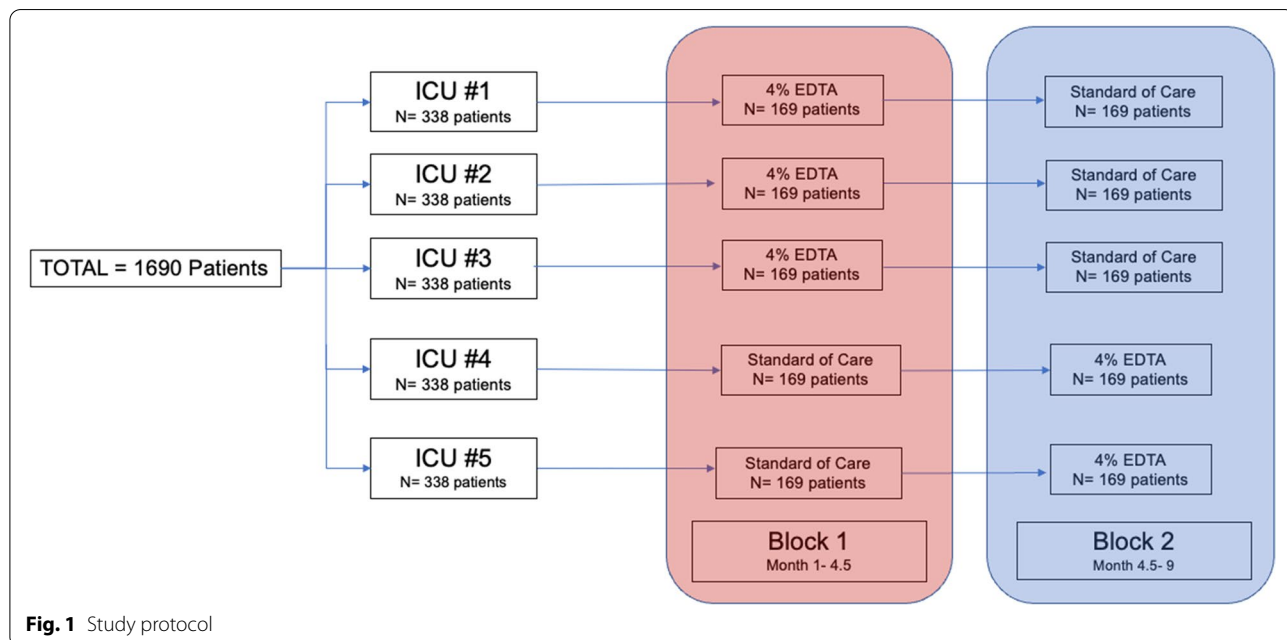 ICU #1
N= 338 patients
4% EDTA
N= 169 patients
Standard of Care
N= 169 patients
ICU #2
N= 338 patients
4% EDTA
N= 169 patients
Standard of Care
N= 169 patients
TOTAL = 1690 Patients
ICU #3
N= 338 patients
4% EDTA
N= 169 patients
Standard of Care
N= 169 patients
ICU #4
N= 338 patients
Standard of Care
N= 169 patients
4% EDTA
N= 169 patients
ICU #5
N= 338 patients
Standard of Care
N= 169 patients
4% EDTA
N= 169 patients
Block 1
Month 1- 4.5
Block 2
Month 4.5- 9
Fig. 1 Study protocol